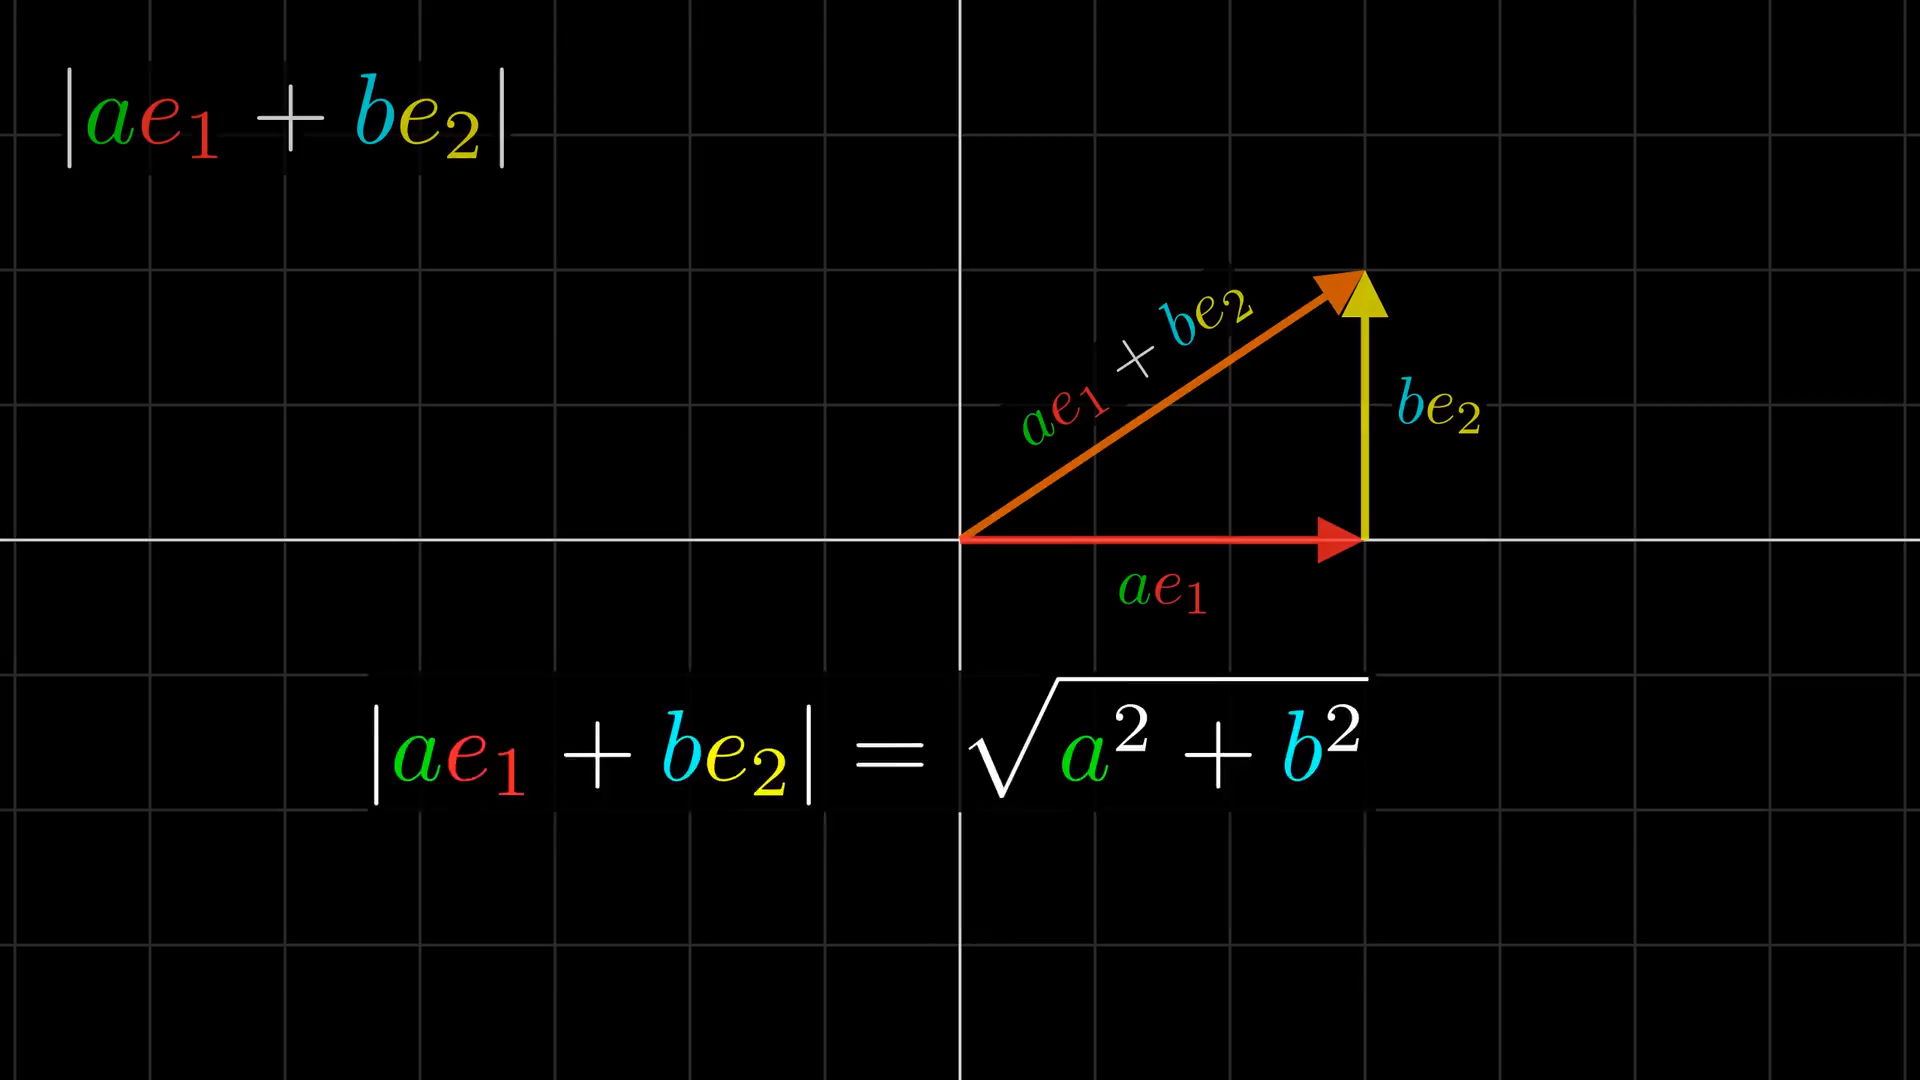 |ae₁ + be₂|
ae₁ + be₂
be₂
ae₁
|ae₁ + be₂| = √(a² + b²)